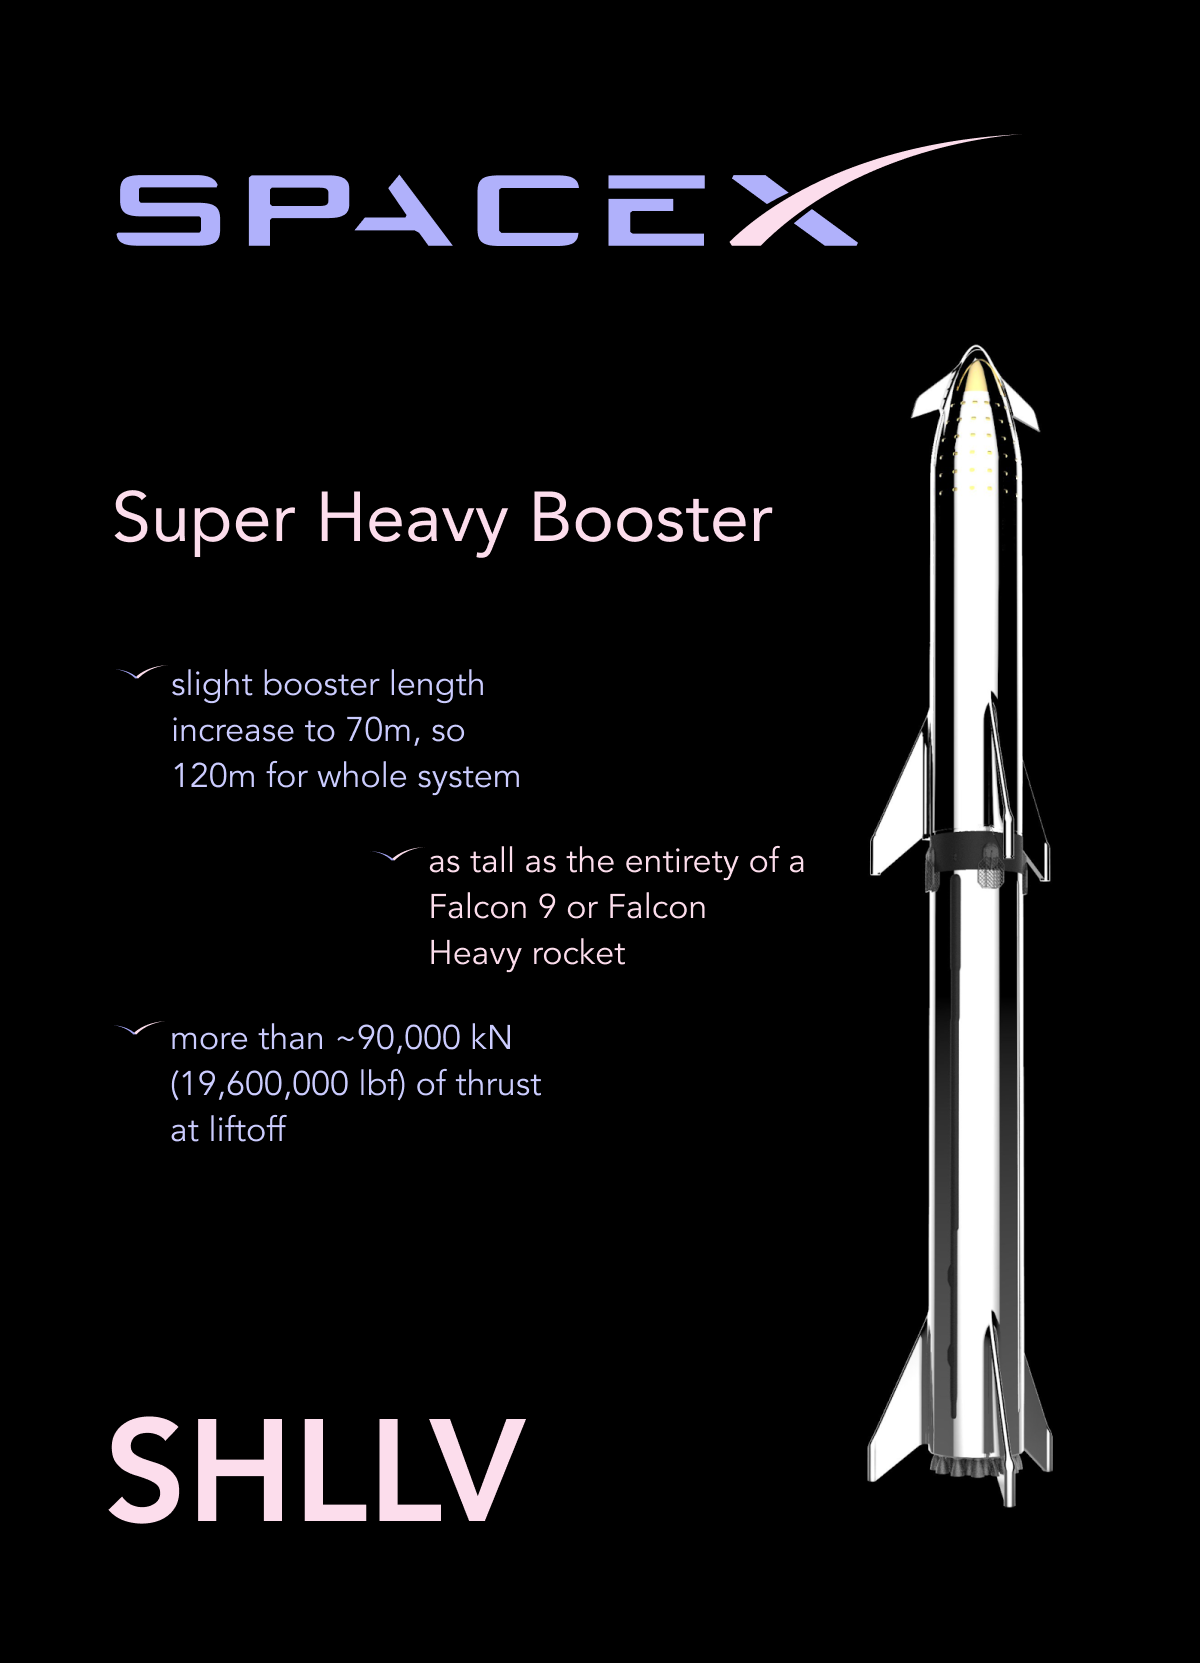 SPACEX
Super Heavy Booster
slight booster length
increase to 70m, so
120m for whole system
as tall as the entirety of a
Falcon 9 or Falcon
Heavy rocket
more than ~90,000 kN
(19,600,000 lbf) of thrust
at liftoff
SHLLV